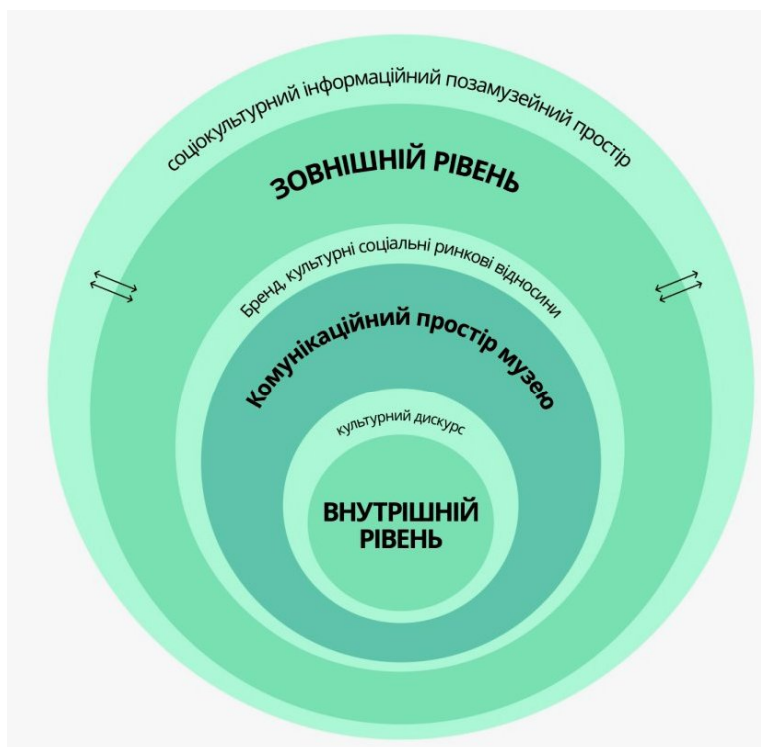 соціокультурний інформаційний позамузейний простір
ЗОВНІШНІЙ РІВЕНЬ
Бренд, культурні соціальні ринкові відносини
Комунікаційний простір музею
культурний дискурс
ВНУТРІШНІЙ
РІВЕНЬ